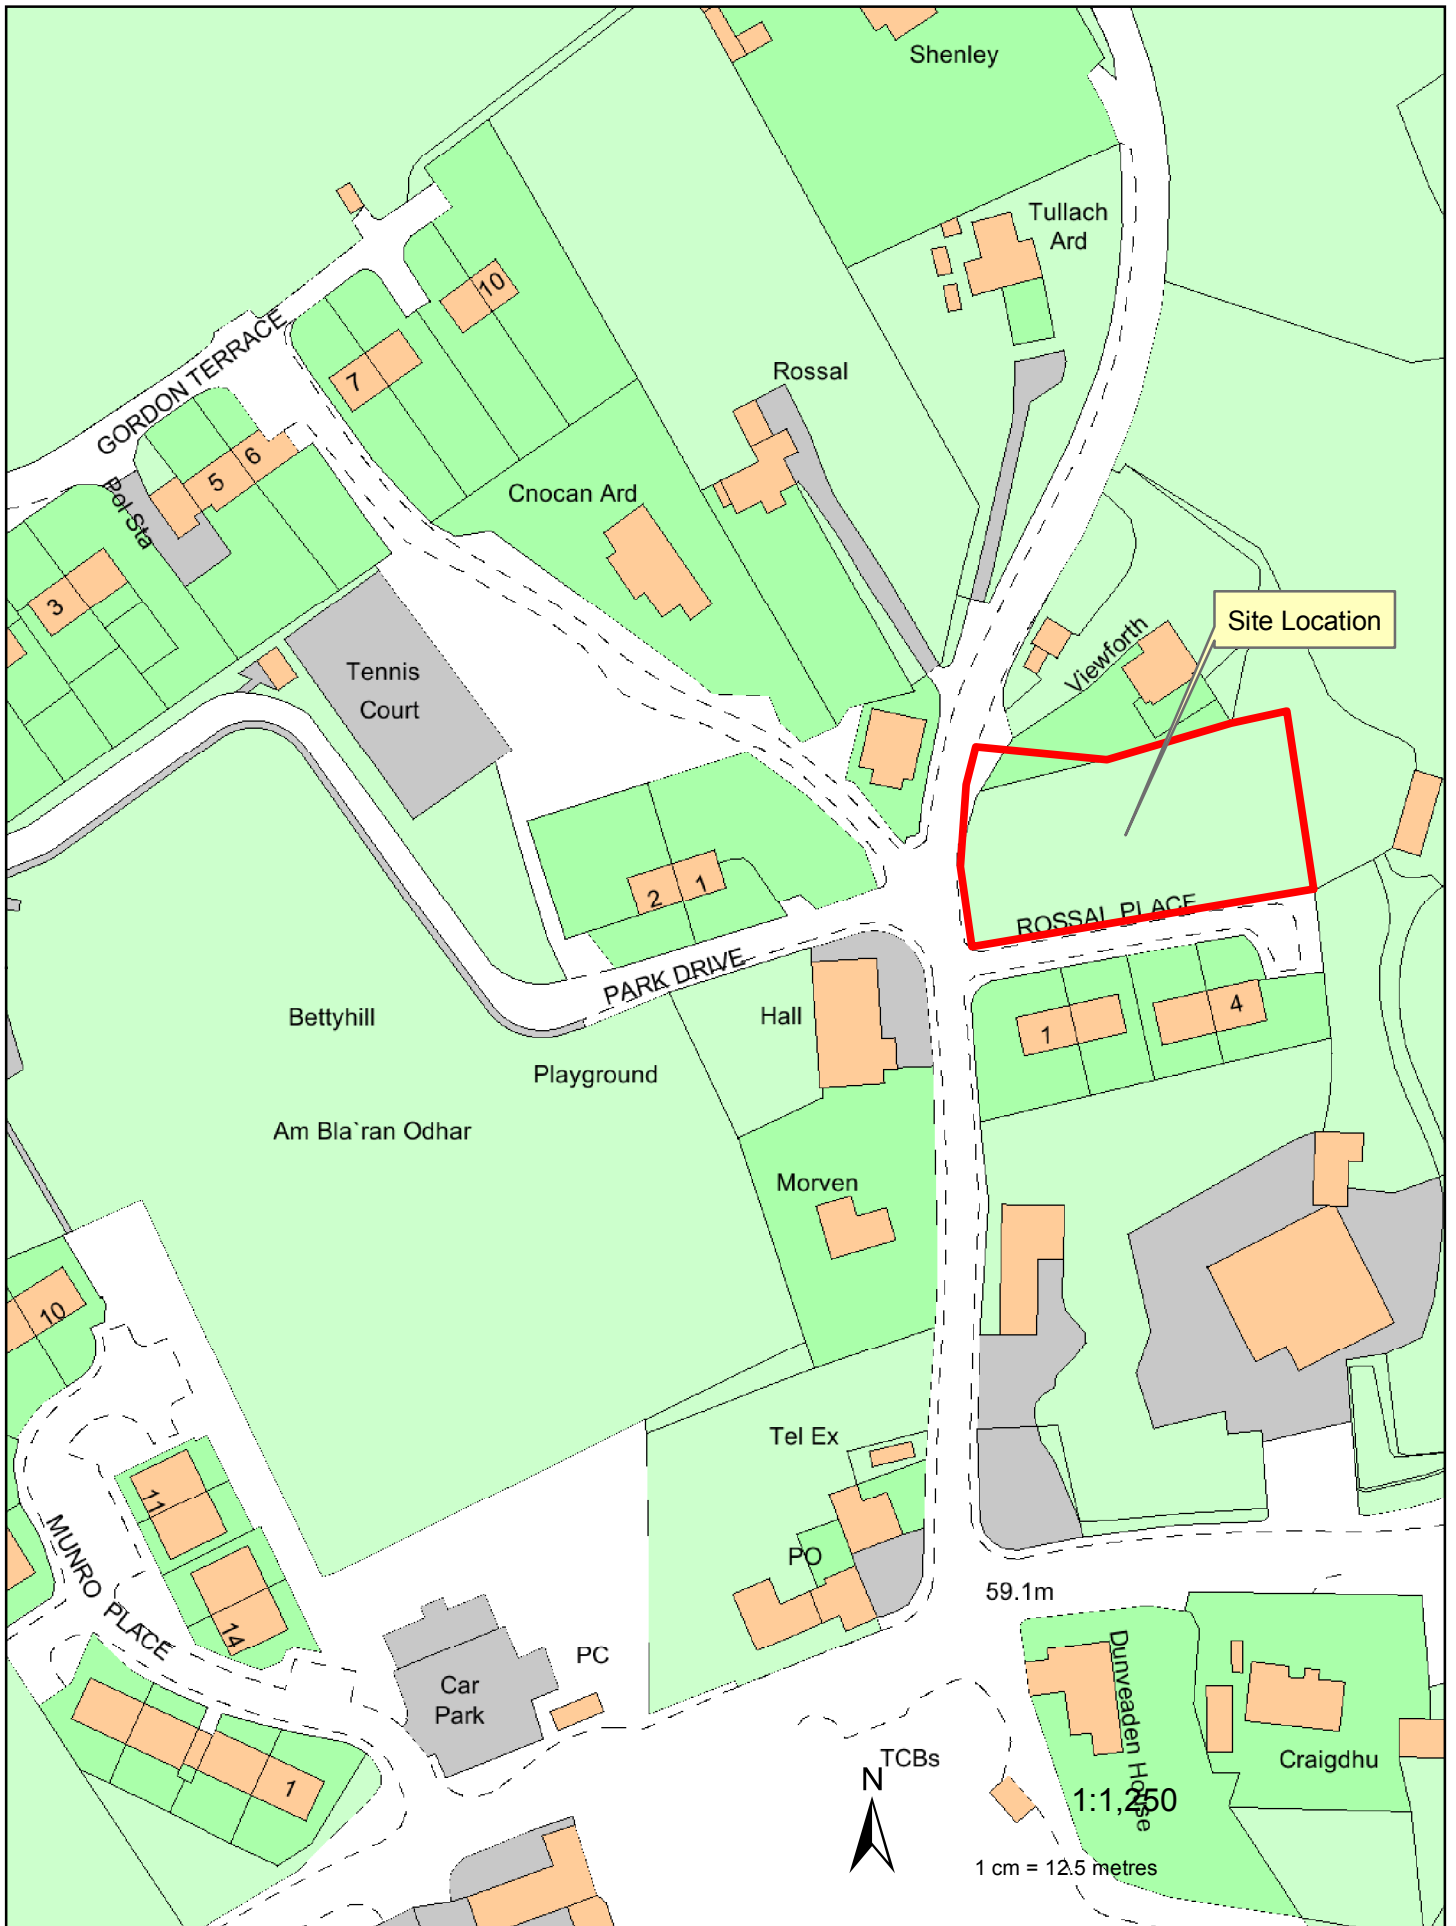 Shenley
Tullach
Ard
10
GORDON TERRACE
7
Rossal
6
5
Pol Sta
Cnocan Ard
3
Site Location
Viewforth
Tennis
Court
2
1
ROSSAL PLACE
PARK DRIVE
Hall
4
1
Bettyhill
Playground
Am Bla`ran Odhar
Morven
10
Tel Ex
11
PO
MUNRO PLACE
14
59.1m
PC
Car
Park
Dunveaden House
TCBs
Craigdhu
N
1
1:1,250
1 cm = 12.5 metres